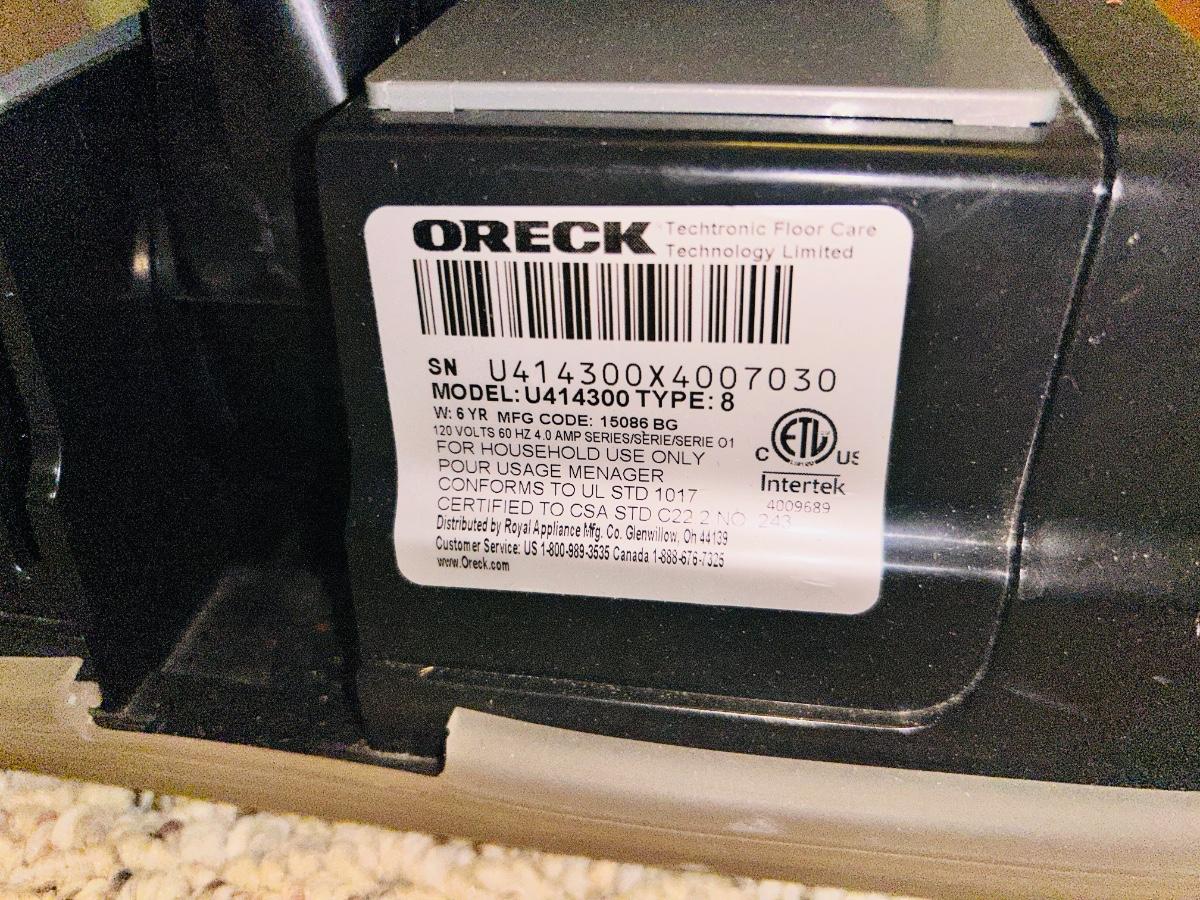 ORECK Techtronic Floor Care
Technology Limited
SN U414300X4007030
MODEL: U414300 TYPE: 8
W: 6 YR MFG CODE: 15086 BG
120 VOLTS 60 HZ 4.0 AMP SERIES/SÉRIE/SERIE 01
FOR HOUSEHOLD USE ONLY
POUR USAGE MENAGER
CONFORMS TO UL STD 1017
CERTIFIED TO CSA STD C22.2 NO. 243
C ETL US
Intertek
4009689
Distributed by Royal Appliance Mfg. Co. Glenwillow, Oh 44139
Customer Service: US 1-800-989-3535 Canada 1-888-676-7325
www.Oreck.com